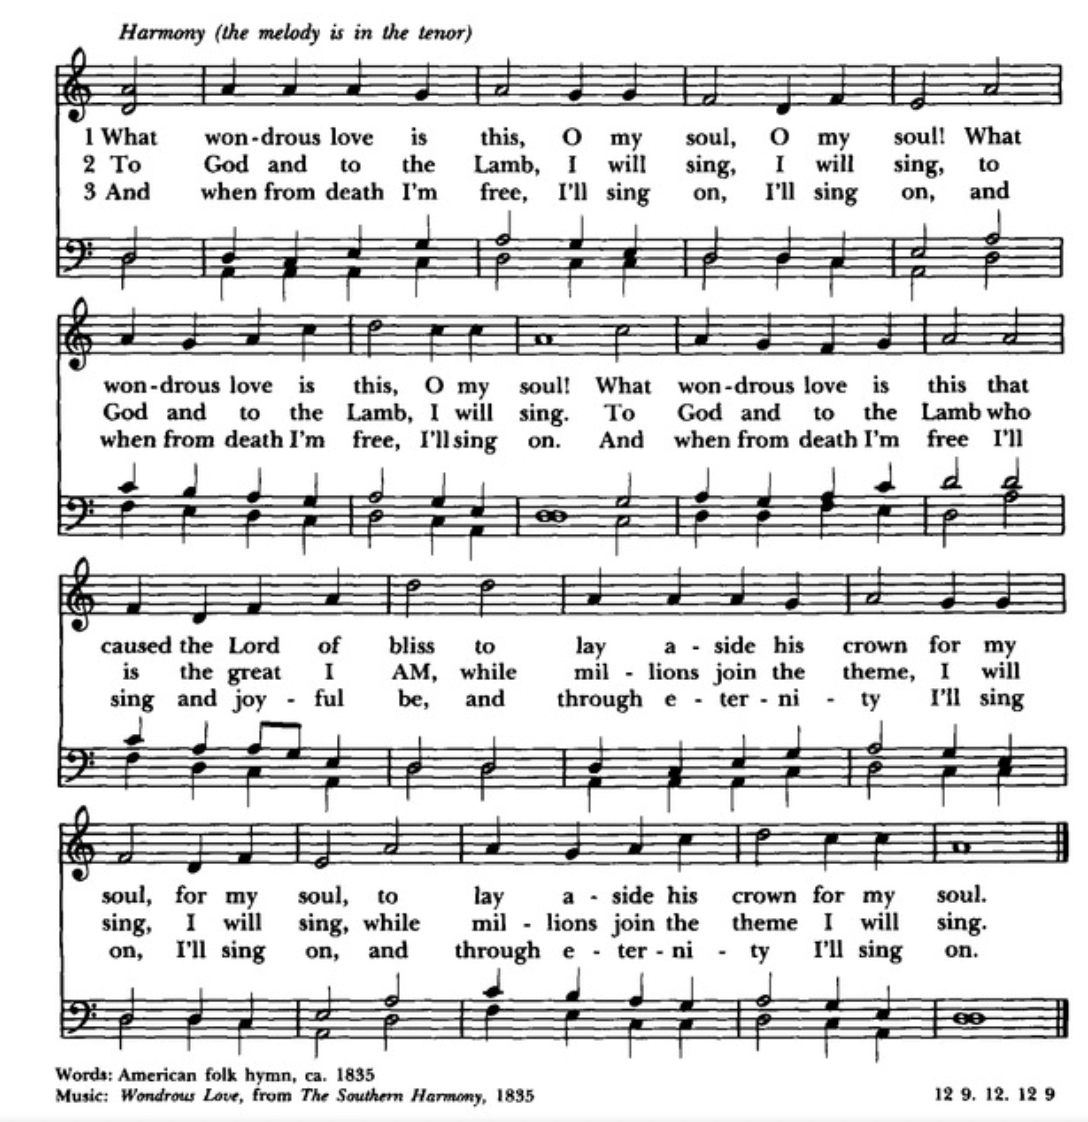 Harmony (the melody is in the tenor)
1 What won-drous love is this, O my soul, O my soul! What
2 To God and to the Lamb, I will sing, I will sing, to
3 And when from death I'm free, I'll sing on, I'll sing on, and
won-drous love is this, O my soul! What won-drous love is this that
God and to the Lamb, I will sing. To God and to the Lamb who
when from death I'm free, I'll sing on. And when from death I'm free I'll
caused the Lord of bliss to lay a - side his crown for my
is the great I AM, while mil - lions join the theme, I will
sing and joy - ful be, and through e - ter - ni - ty I'll sing
soul, for my soul, to lay a - side his crown for my soul.
sing, I will sing, while mil - lions join the theme I will sing.
on, I'll sing on, and through e - ter - ni - ty I'll sing on.
Words: American folk hymn, ca. 1835
Music: Wondrous Love, from The Southern Harmony, 1835 12 9. 12. 12 9